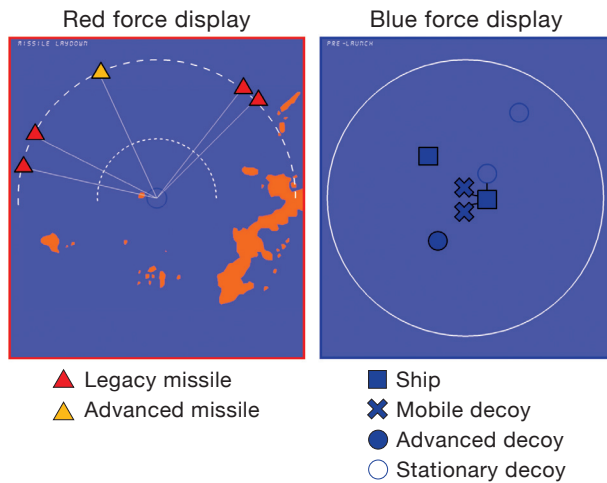 Red force display
Blue force display
MISSILE LAYDOWN
PRE-LAUNCH
Legacy missile
Advanced missile
Ship
Mobile decoy
Advanced decoy
Stationary decoy